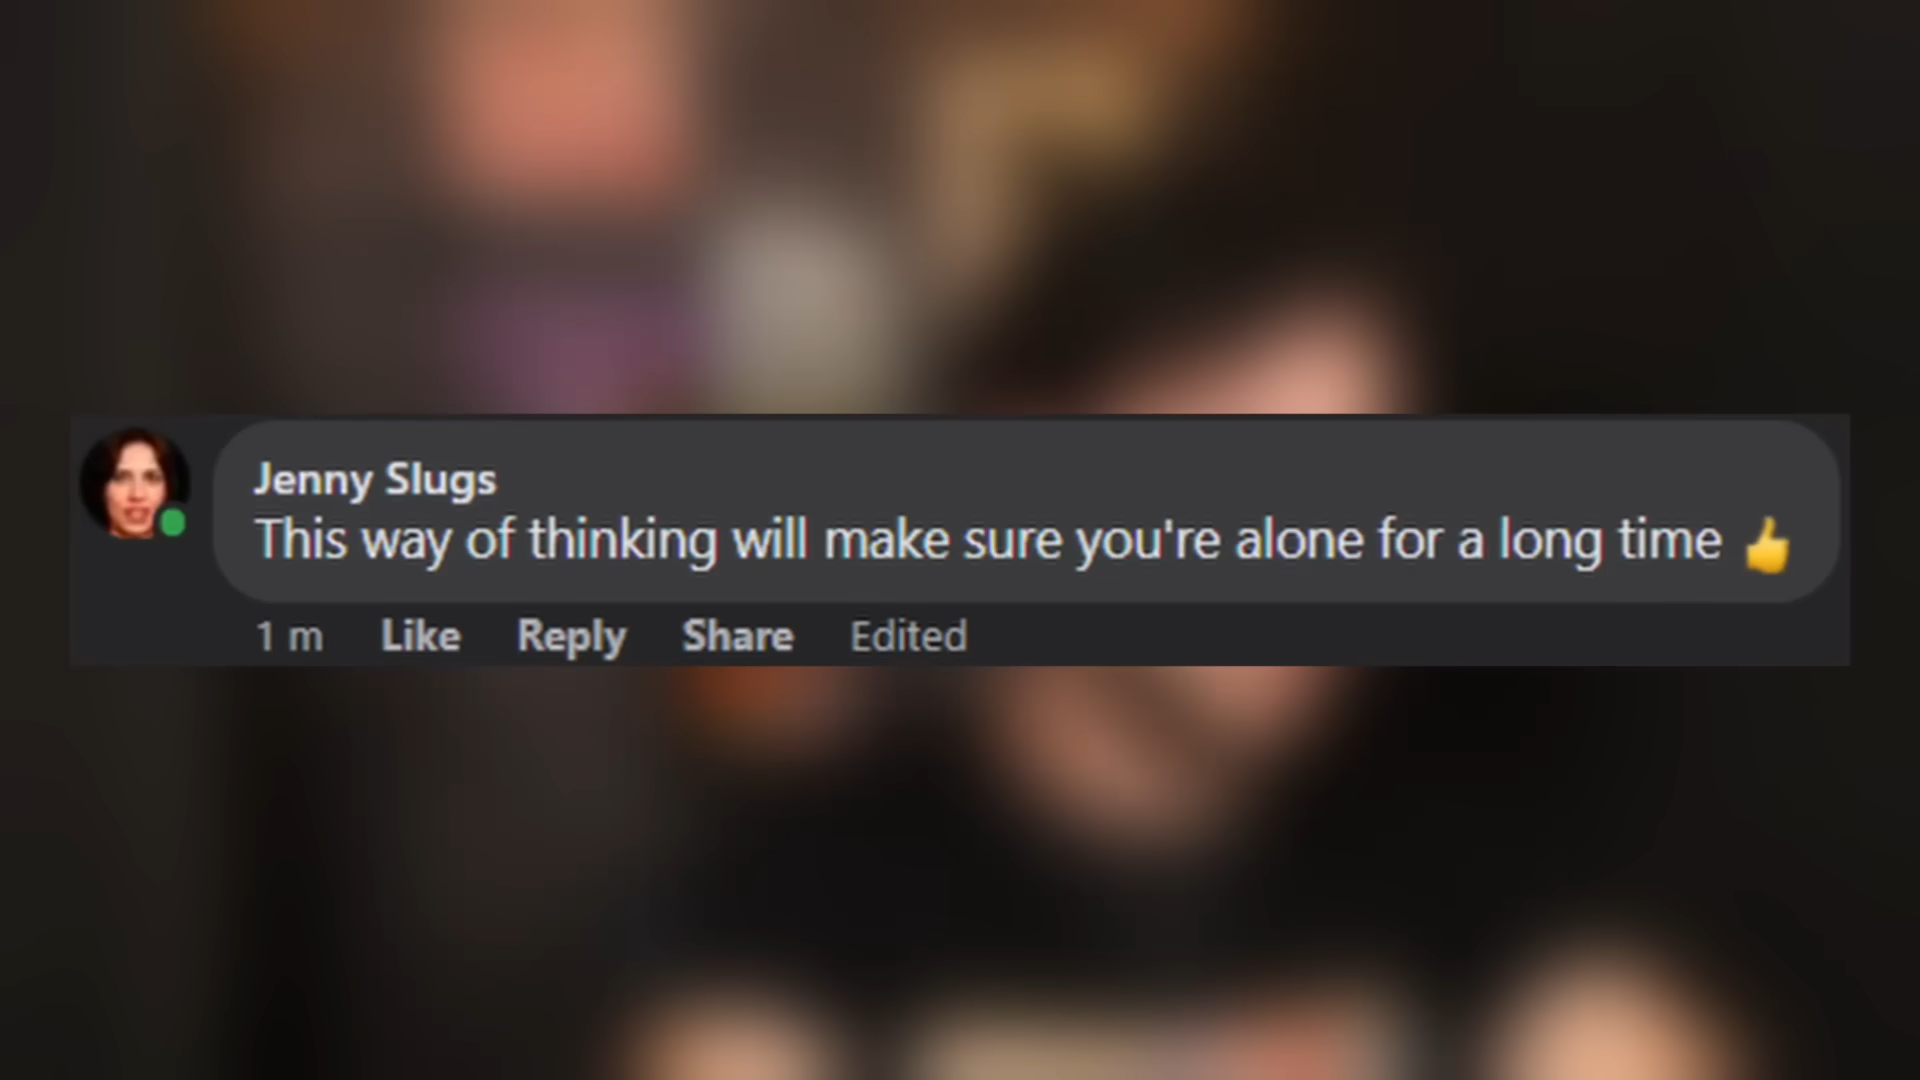 Jenny Slugs
This way of thinking will make sure you're alone for a long time 👍
1 m Like Reply Share Edited